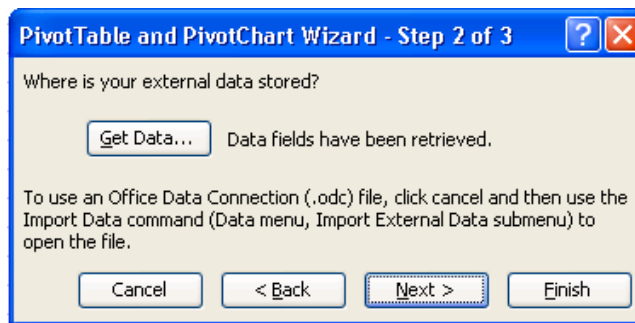 PivotTable and PivotChart Wizard - Step 2 of 3
Where is your external data stored?
Get Data... Data fields have been retrieved.
To use an Office Data Connection (.odc) file, click cancel and then use the
Import Data command (Data menu, Import External Data submenu) to
open the file.
Cancel < Back Next > Finish